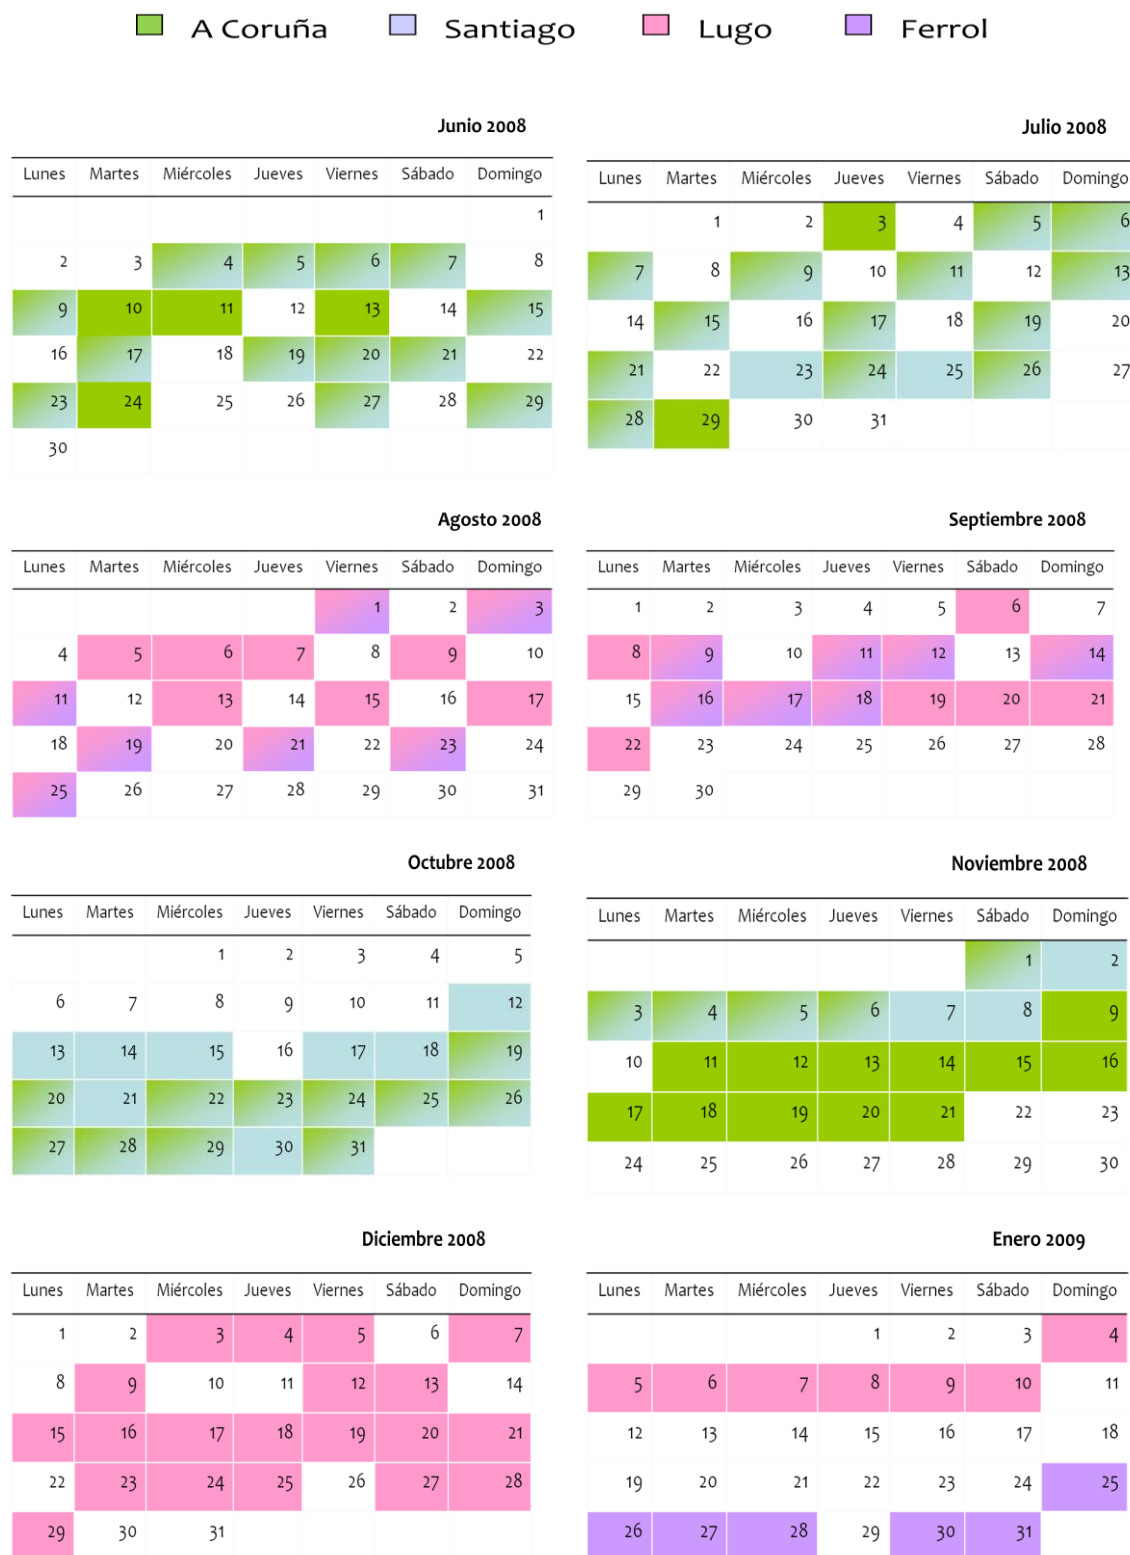 A Coruña Santiago Lugo Ferrol
Junio 2008
Lunes Martes Miércoles Jueves Viernes Sábado Domingo
1
2 3 4 5 6 7 8
9 10 11 12 13 14 15
16 17 18 19 20 21 22
23 24 25 26 27 28 29
30
Julio 2008
Lunes Martes Miércoles Jueves Viernes Sábado Domingo
1 2 3 4 5 6
7 8 9 10 11 12 13
14 15 16 17 18 19 20
21 22 23 24 25 26 27
28 29 30 31
Agosto 2008
Lunes Martes Miércoles Jueves Viernes Sábado Domingo
1 2 3
4 5 6 7 8 9 10
11 12 13 14 15 16 17
18 19 20 21 22 23 24
25 26 27 28 29 30 31
Septiembre 2008
Lunes Martes Miércoles Jueves Viernes Sábado Domingo
1 2 3 4 5 6 7
8 9 10 11 12 13 14
15 16 17 18 19 20 21
22 23 24 25 26 27 28
29 30
Octubre 2008
Lunes Martes Miércoles Jueves Viernes Sábado Domingo
1 2 3 4 5
6 7 8 9 10 11 12
13 14 15 16 17 18 19
20 21 22 23 24 25 26
27 28 29 30 31
Noviembre 2008
Lunes Martes Miércoles Jueves Viernes Sábado Domingo
1 2
3 4 5 6 7 8 9
10 11 12 13 14 15 16
17 18 19 20 21 22 23
24 25 26 27 28 29 30
Diciembre 2008
Lunes Martes Miércoles Jueves Viernes Sábado Domingo
1 2 3 4 5 6 7
8 9 10 11 12 13 14
15 16 17 18 19 20 21
22 23 24 25 26 27 28
29 30 31
Enero 2009
Lunes Martes Miércoles Jueves Viernes Sábado Domingo
1 2 3 4
5 6 7 8 9 10 11
12 13 14 15 16 17 18
19 20 21 22 23 24 25
26 27 28 29 30 31